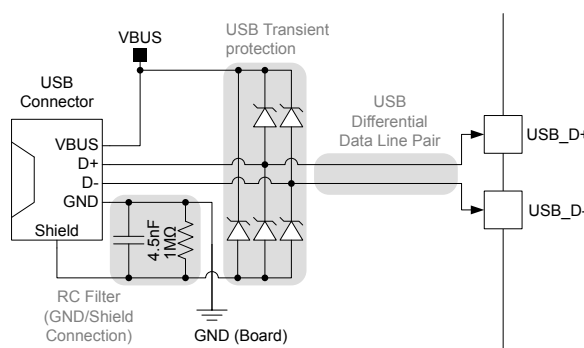 USB Transient
protection
VBUS
USB
Connector
USB
Differential
Data Line Pair
VBUS
D+
D-
GND
Shield
USB_D+
USB_D-
4.5nF
1MΩ
RC Filter
(GND/Shield
Connection)
GND (Board)